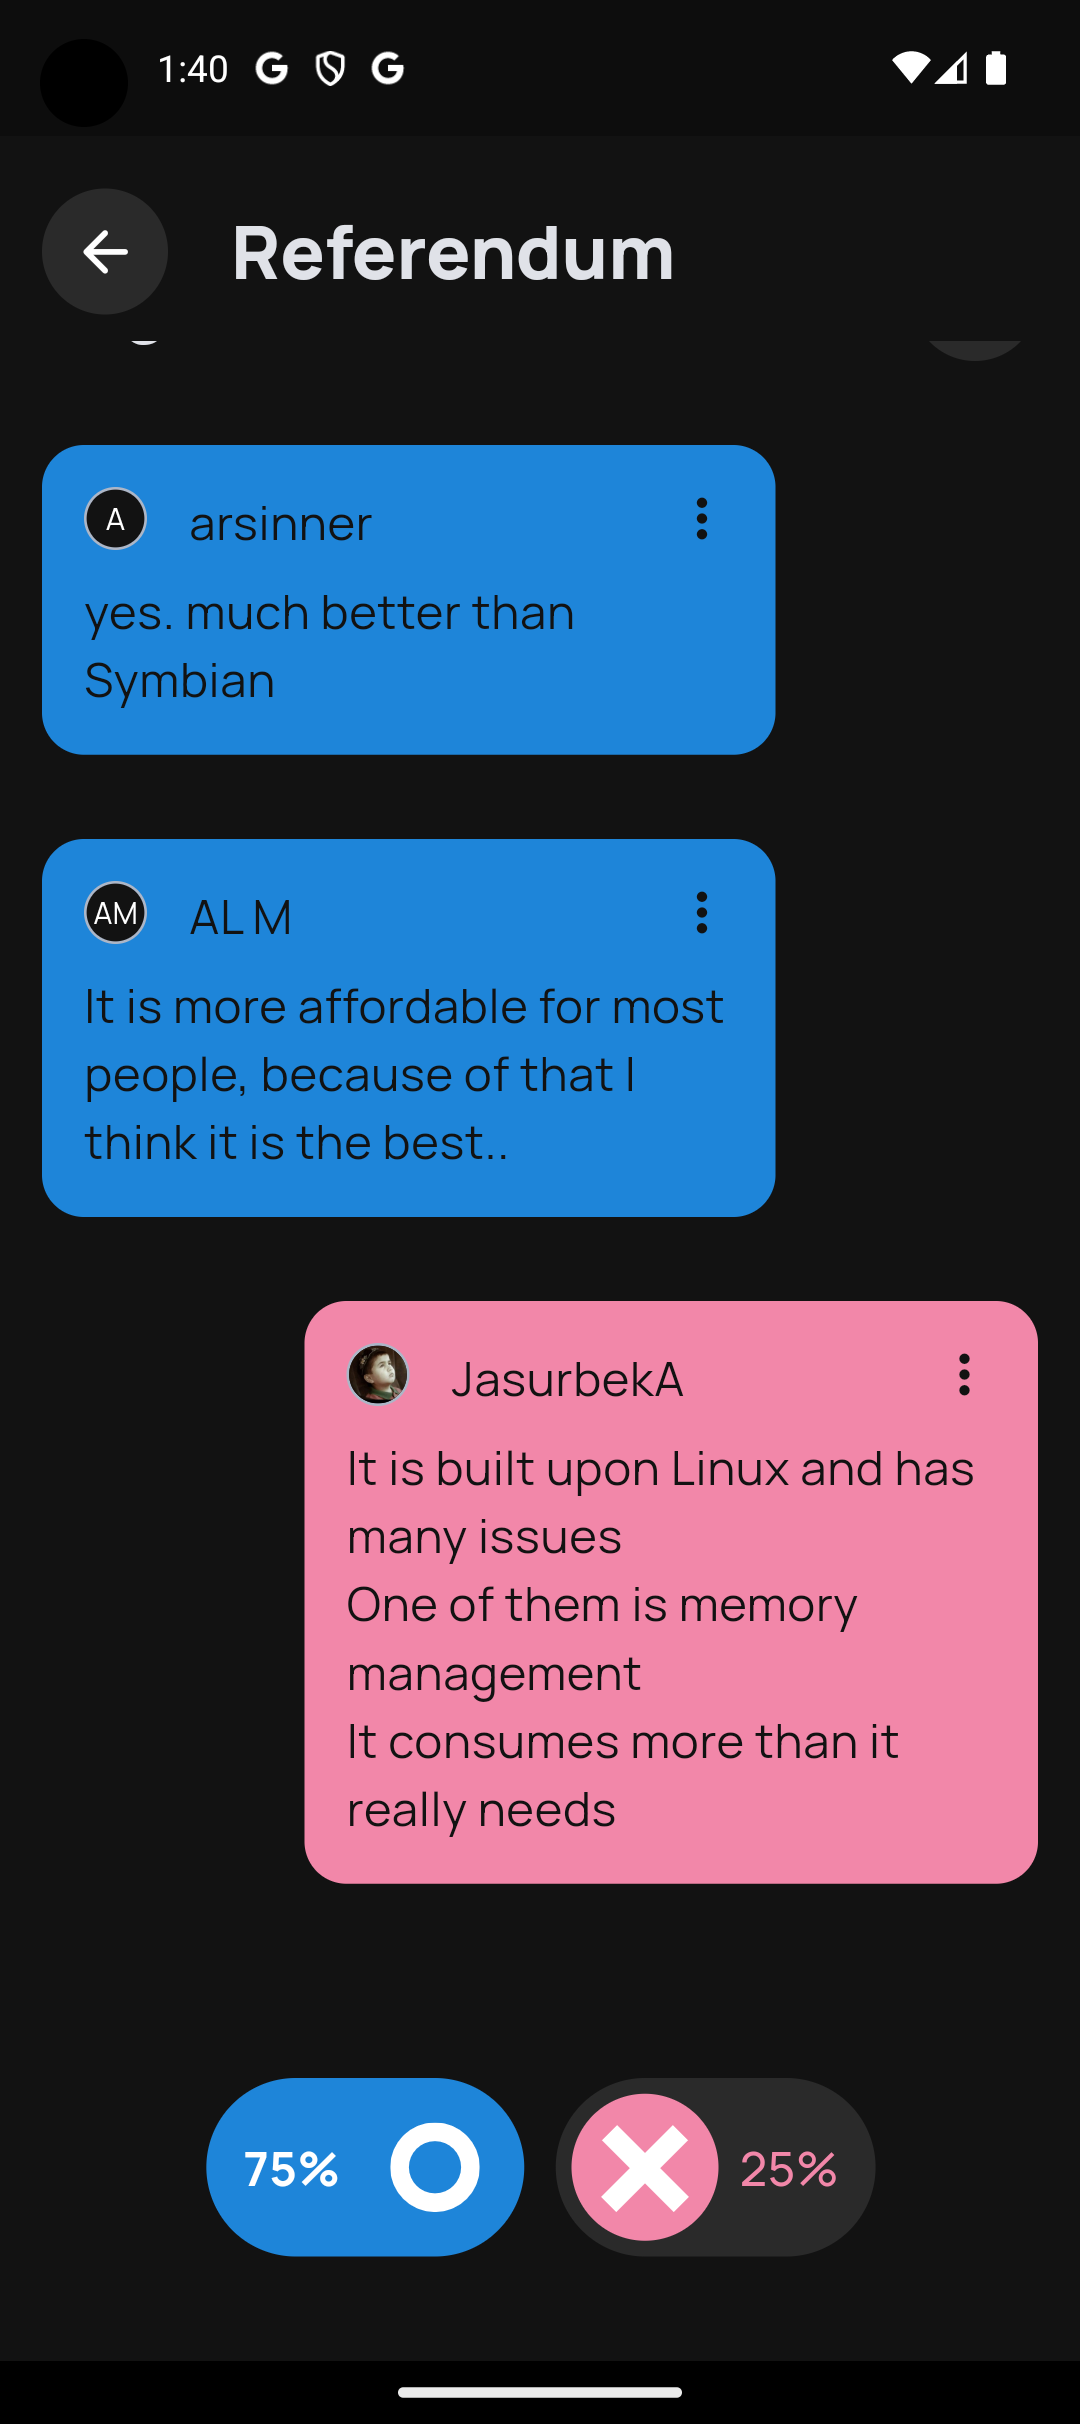 1:40
Referendum
A arsinner
yes. much better than
Symbian
AM AL M
It is more affordable for most
people, because of that I
think it is the best..
JasurbekA
It is built upon Linux and has
many issues
One of them is memory
management
It consumes more than it
really needs
75% 25%